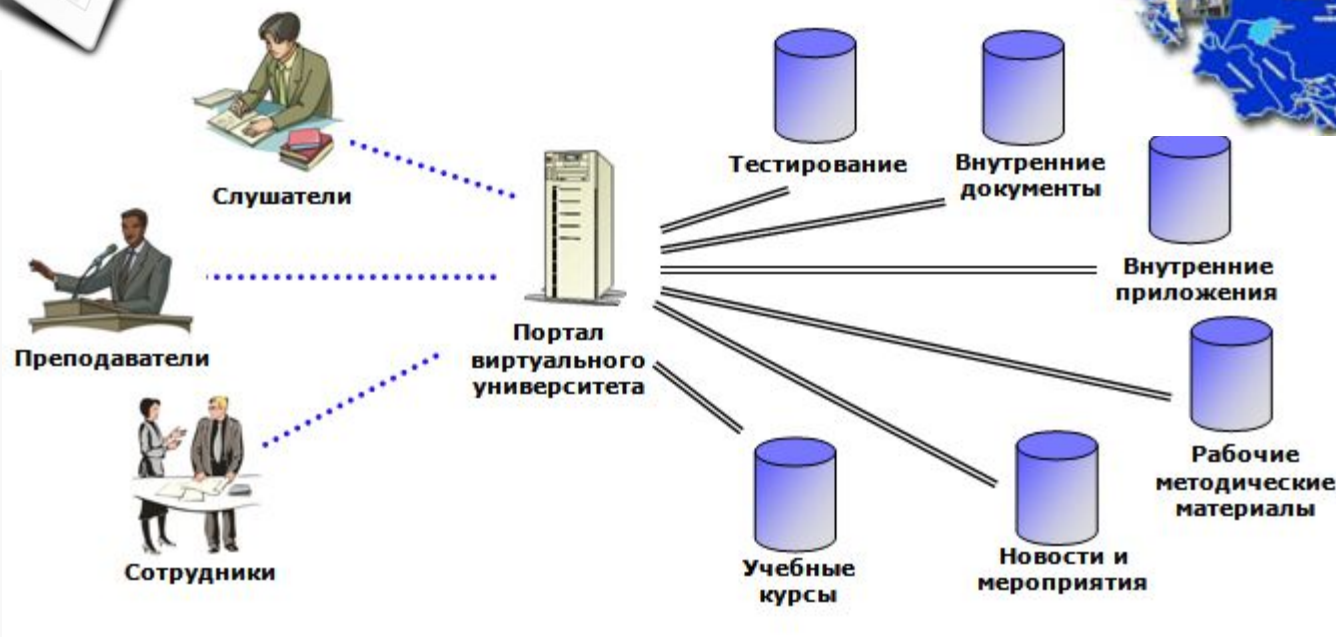 Слушатели
Преподаватели
Сотрудники
Портал
виртуального
университета
Тестирование
Внутренние
документы
Внутренние
приложения
Рабочие
методические
материалы
Новости и
мероприятия
Учебные
курсы